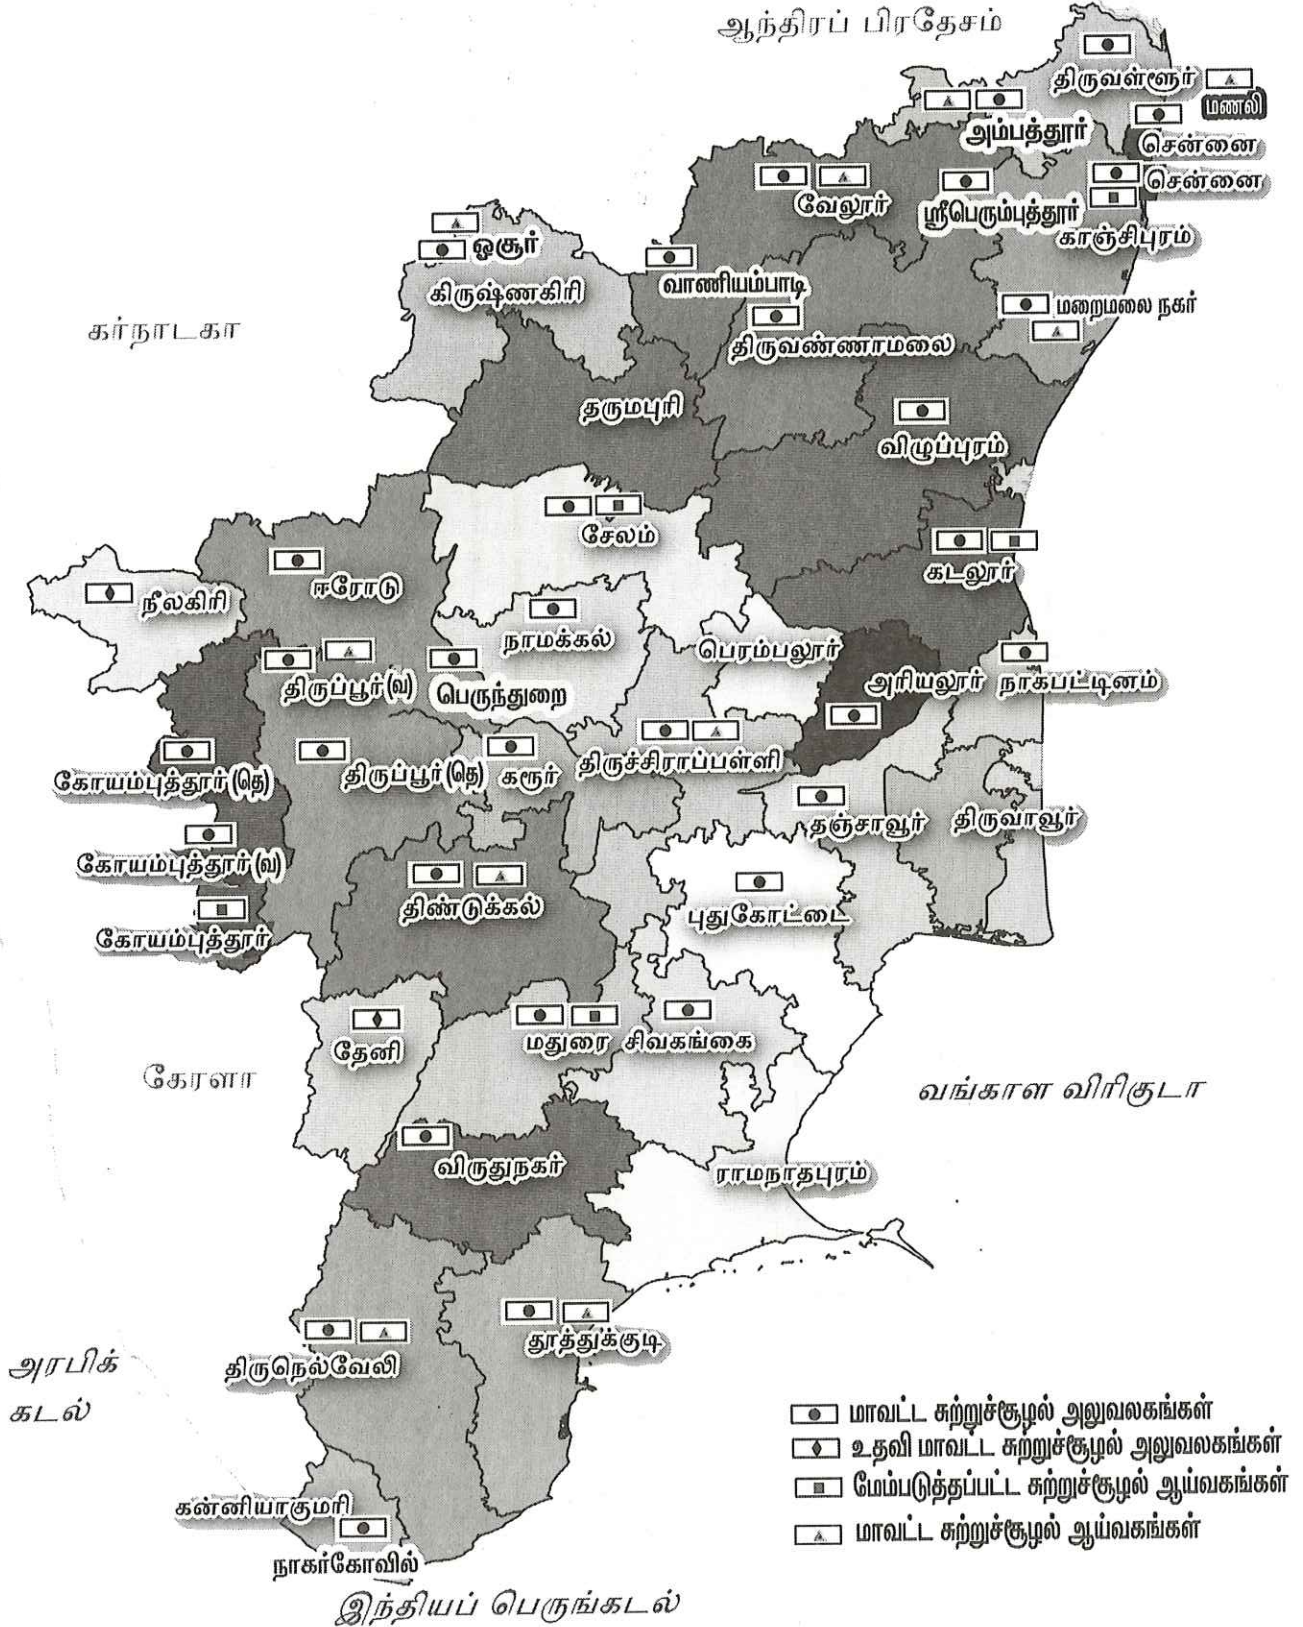 ஆந்திரப் பிரதேசம்
திருவள்ளூர்
மணலி
அம்பத்தூர்
சென்னை
சென்னை
வேலூர்
ஸ்ரீபெரும்புத்தூர்
காஞ்சிபுரம்
ஓசூர்
கிருஷ்ணகிரி
வாணியம்பாடி
மறைமலை நகர்
கர்நாடகா
திருவண்ணாமலை
தருமபுரி
விழுப்புரம்
சேலம்
கடலூர்
ஈரோடு
நீலகிரி
நாமக்கல்
பெரம்பலூர்
திருப்பூர்(வ)
பெருந்துறை
அரியலூர்
நாகபட்டினம்
கோயம்புத்தூர்(தெ)
திருப்பூர்(தெ)
கரூர்
திருச்சிராப்பள்ளி
தஞ்சாவூர்
திருவாவூர்
கோயம்புத்தூர்(வ)
திண்டுக்கல்
புதுகோட்டை
கோயம்புத்தூர்
தேனி
மதுரை
சிவகங்கை
கேரளா
வங்காள விரிகுடா
விருதுநகர்
ராமநாதபுரம்
தூத்துக்குடி
திருநெல்வேலி
அரபிக்
கடல்
மாவட்ட சுற்றுச்சூழல் அலுவலகங்கள்
உதவி மாவட்ட சுற்றுச்சூழல் அலுவலகங்கள்
மேம்படுத்தப்பட்ட சுற்றுச்சூழல் ஆய்வகங்கள்
மாவட்ட சுற்றுச்சூழல் ஆய்வகங்கள்
கன்னியாகுமரி
நாகர்கோவில்
இந்தியப் பெருங்கடல்